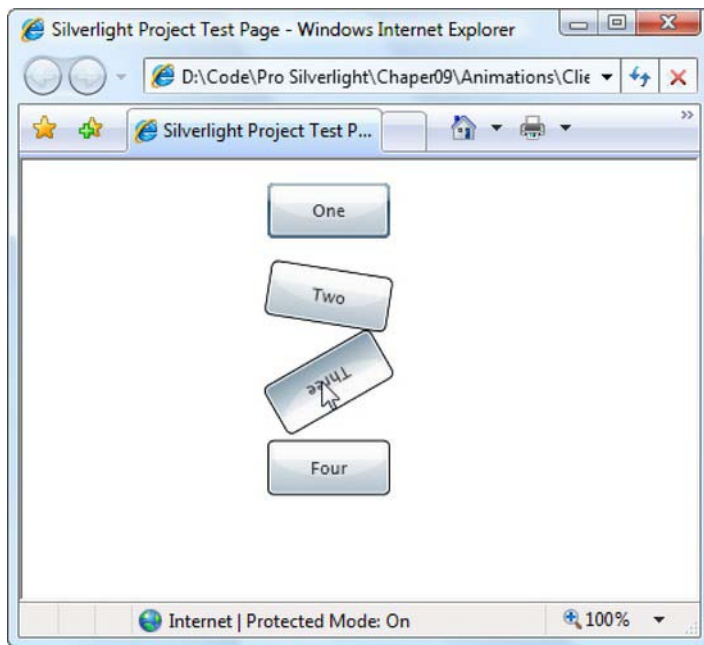 Silverlight Project Test Page - Windows Internet Explorer
D:\Code\Pro Silverlight\Chaper09\Animations\Clie
Silverlight Project Test P...
One
Two
Three
Four
Internet | Protected Mode: On
100%